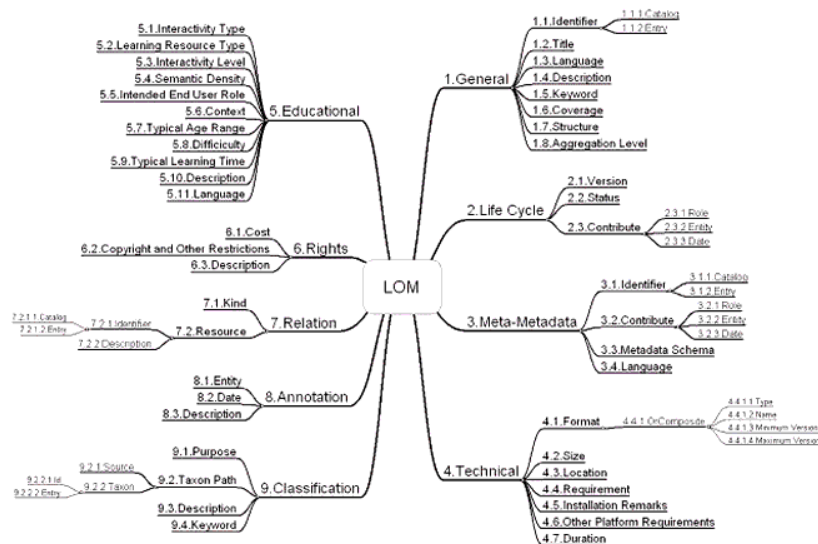 LOM
1.General
1.1.Identifier
1.1.1.Catalog
1.1.2.Entry
1.2.Title
1.3.Language
1.4.Description
1.5.Keyword
1.6.Coverage
1.7.Structure
1.8.Aggregation Level
2.Life Cycle
2.1.Version
2.2.Status
2.3.Contribute
2.3.1 Role
2.3.2 Entity
2.3.3 Date
3.Meta-Metadata
3.1.Identifier
3.1.1.Catalog
3.1.2.Entry
3.2.Contribute
3.2.1 Role
3.2.2 Entity
3.2.3 Date
3.3.Metadata Schema
3.4.Language
4.Technical
4.1.Format
4.4.1.OrComposite
4.4.1.1 Type
4.4.1.2 Name
4.4.1.3 Minimum Version
4.4.1.4 Maximum Version
4.2.Size
4.3.Location
4.4.Requirement
4.5.Installation Remarks
4.6.Other Platform Requirements
4.7.Duration
5.Educational
5.1.Interactivity Type
5.2.Learning Resource Type
5.3.Interactivity Level
5.4.Semantic Density
5.5.Intended End User Role
5.6.Context
5.7.Typical Age Range
5.8.Difficiculty
5.9.Typical Learning Time
5.10.Description
5.11.Language
6.Rights
6.1.Cost
6.2.Copyright and Other Restrictions
6.3.Description
7.Relation
7.1.Kind
7.2.Resource
7.2.1.Identifier
7.2.1.1.Catalog
7.2.1.2.Entry
7.2.2.Description
8.Annotation
8.1.Entity
8.2.Date
8.3.Description
9.Classification
9.1.Purpose
9.2.Taxon Path
9.2.1.Source
9.2.2.Taxon
9.2.2.1.Id
9.2.2.2.Entry
9.3.Description
9.4.Keyword